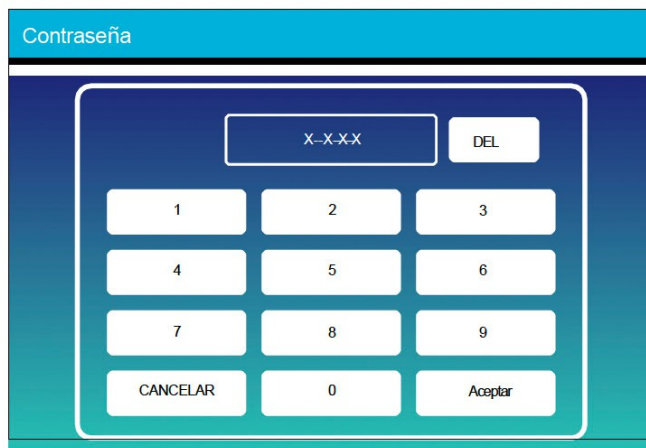 Contraseña
X--X-X-X DEL
1 2 3
4 5 6
7 8 9
CANCELAR 0 Aceptar